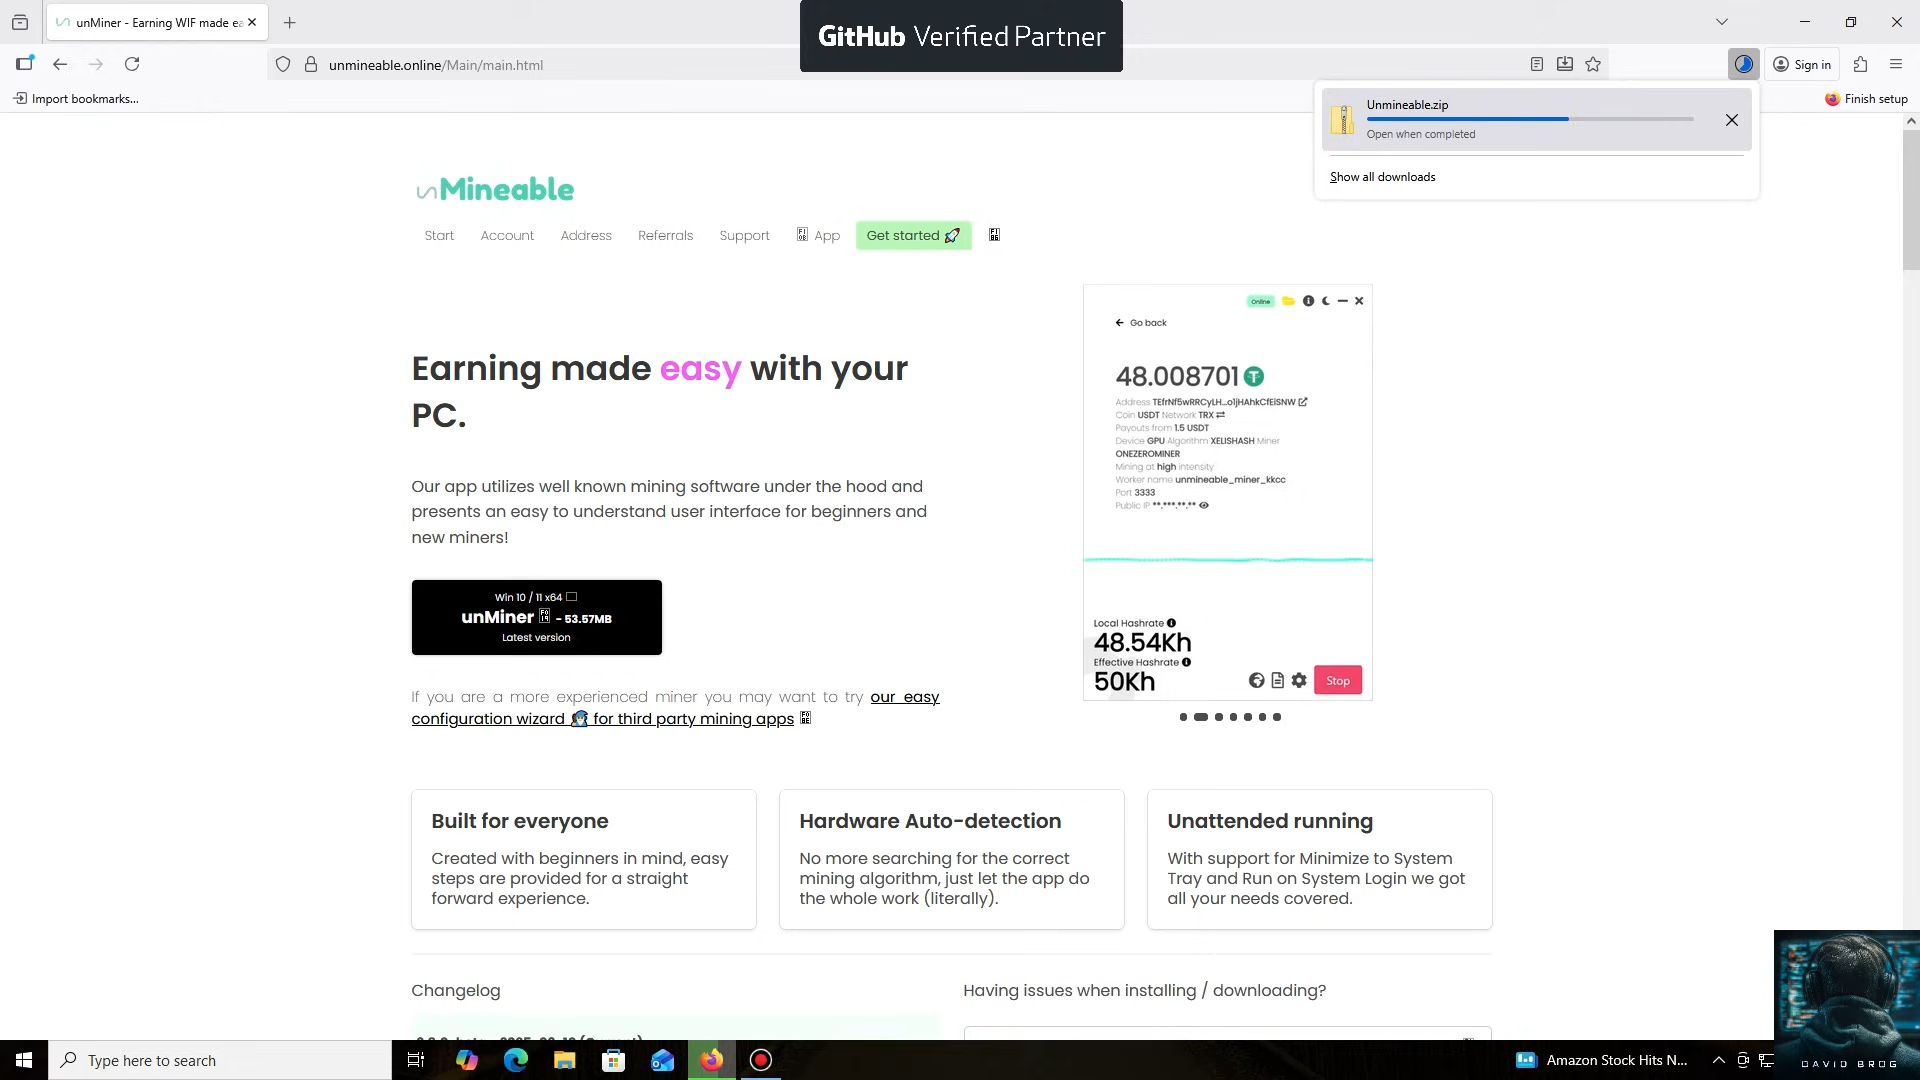 unMiner - Earning WIF made ea
GitHub Verified Partner
unmineable.online/Main/main.html
Sign in
Import bookmarks...
Finish setup
Unmineable.zip
Open when completed
Show all downloads
unMineable
Start
Account
Address
Referrals
Support
App
Get started 🚀
Earning made easy with your
PC.
Our app utilizes well known mining software under the hood and
presents an easy to understand user interface for beginners and
new miners!
Win 10 / 11 x64
unMiner - 53.57MB
Latest version
If you are a more experienced miner you may want to try our easy
configuration wizard for third party mining apps
Online
Go back
48.008701
Address TEfrNf5wRRCyLH...o1jHAhkCfEiSNW
Coin USDT Network TRX
Payouts from 1.5 USDT
Device GPU Algorithm XELISHASH Miner
ONEZEROMINER
Mining at high intensity
Worker name unmineable_miner_kkcc
Port 3333
Public IP **.***.**.**
Local Hashrate
48.54Kh
Effective Hashrate
50Kh
Stop
Built for everyone
Created with beginners in mind, easy
steps are provided for a straight
forward experience.
Hardware Auto-detection
No more searching for the correct
mining algorithm, just let the app do
the whole work (literally).
Unattended running
With support for Minimize to System
Tray and Run on System Login we got
all your needs covered.
Changelog
Having issues when installing / downloading?
Type here to search
Amazon Stock Hits N...
DAVID BROG